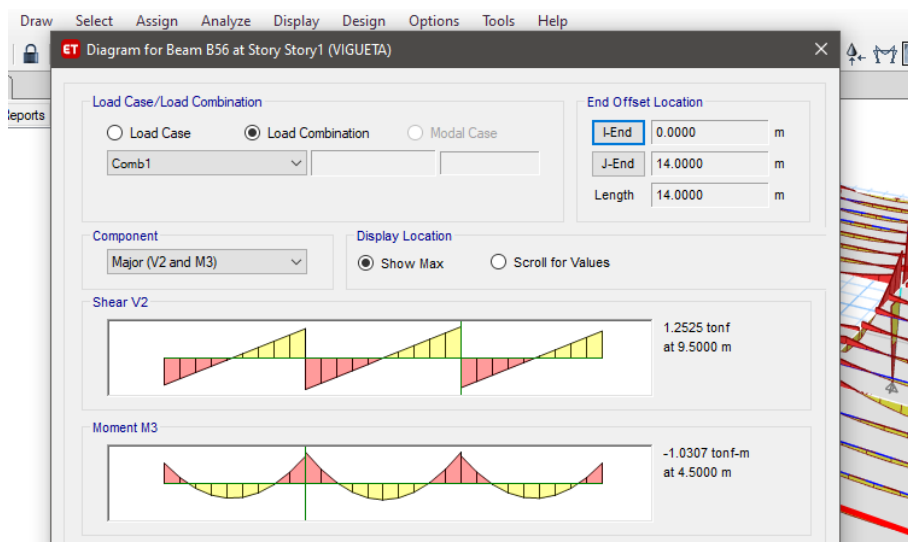 Draw Select Assign Analyze Display Design Options Tools Help
ET Diagram for Beam B56 at Story Story1 (VIGUETA)
Reports
Load Case/Load Combination
Load Case Load Combination Modal Case
Comb1
End Offset Location
I-End 0.0000 m
J-End 14.0000 m
Length 14.0000 m
Component
Major (V2 and M3)
Display Location
Show Max Scroll for Values
Shear V2
1.2525 tonf
at 9.5000 m
Moment M3
-1.0307 tonf-m
at 4.5000 m